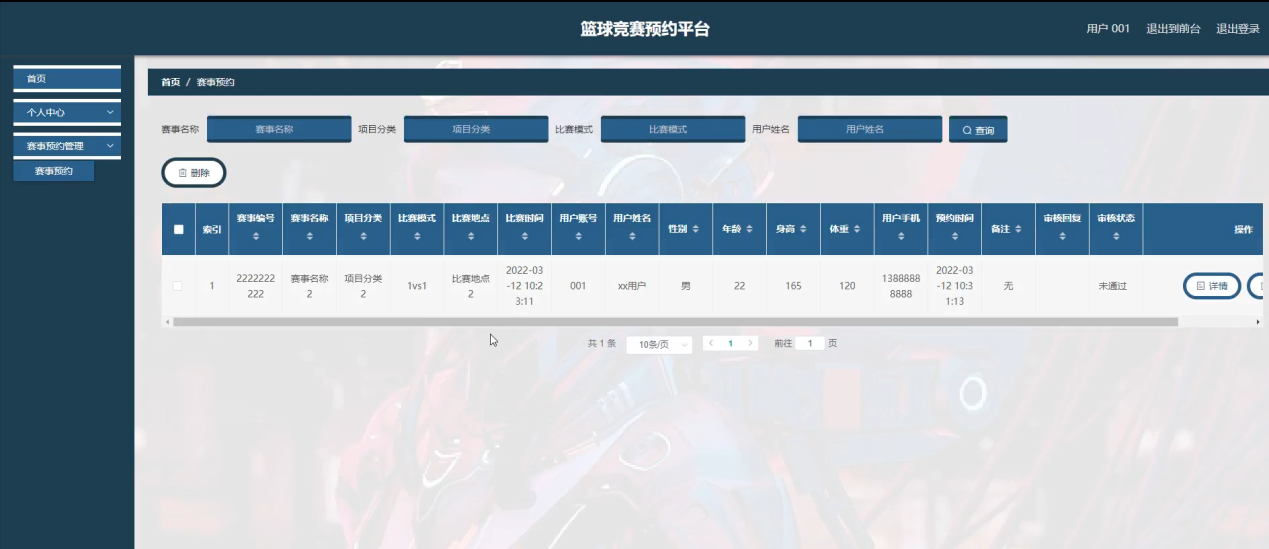 篮球竞赛预约平台
用户 001 退出到前台 退出登录
首页
个人中心
赛事预约管理
赛事预约
首页 / 赛事预约
赛事名称 赛事名称 项目分类 项目分类 比赛模式 比赛模式 用户姓名 用户姓名 查询
删除
索引 赛事编号 赛事名称 项目分类 比赛模式 比赛地点 比赛时间 用户账号 用户姓名 性别 年龄 身高 体重 用户手机 预约时间 备注 审核回复 审核状态 操作
1 2222222 赛事名称 项目分类 1vs1 比赛地点 2022-03 001 xx用户 男 22 165 120 1388888 2022-03 无 未通过 详情
222 2 2 2 -12 10:2 8888 -12 10:3
3:11 1:13
共 1 条 10条/页 1 前往 1 页